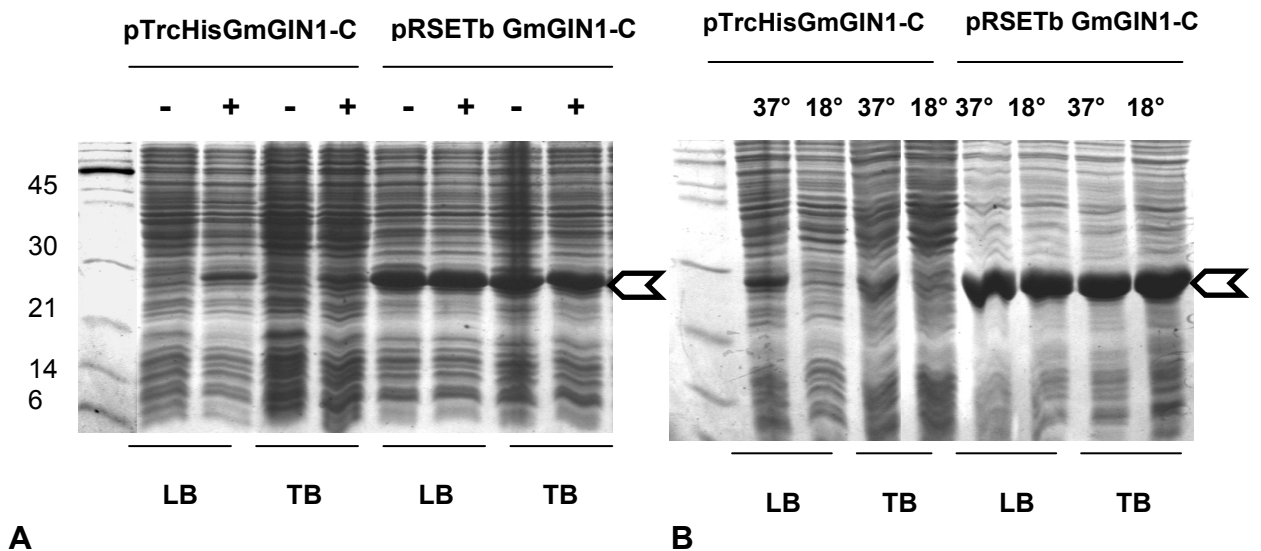 pTrcHisGmGIN1-C pRSETb GmGIN1-C
- + - + - + - +
45
30
21
14
6
LB TB LB TB
A
pTrcHisGmGIN1-C pRSETb GmGIN1-C
37° 18° 37° 18° 37° 18° 37° 18°
LB TB LB TB
B